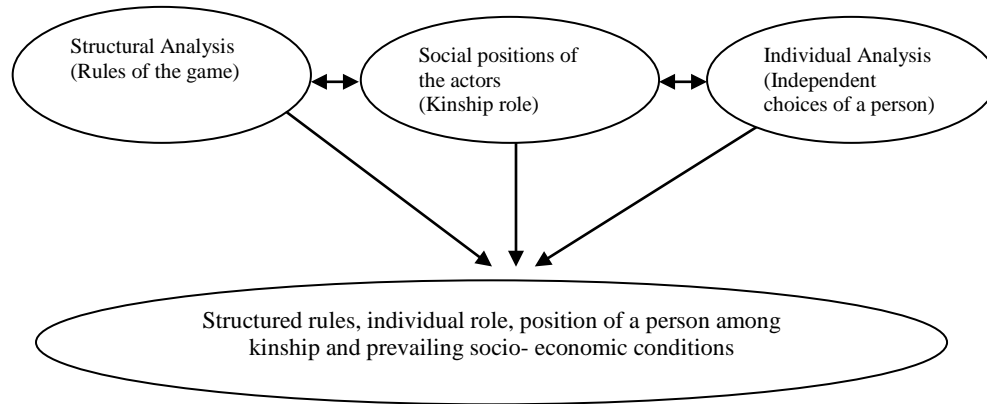 Structural Analysis
(Rules of the game)
Social positions of
the actors
(Kinship role)
Individual Analysis
(Independent
choices of a person)
Structured rules, individual role, position of a person among
kinship and prevailing socio- economic conditions